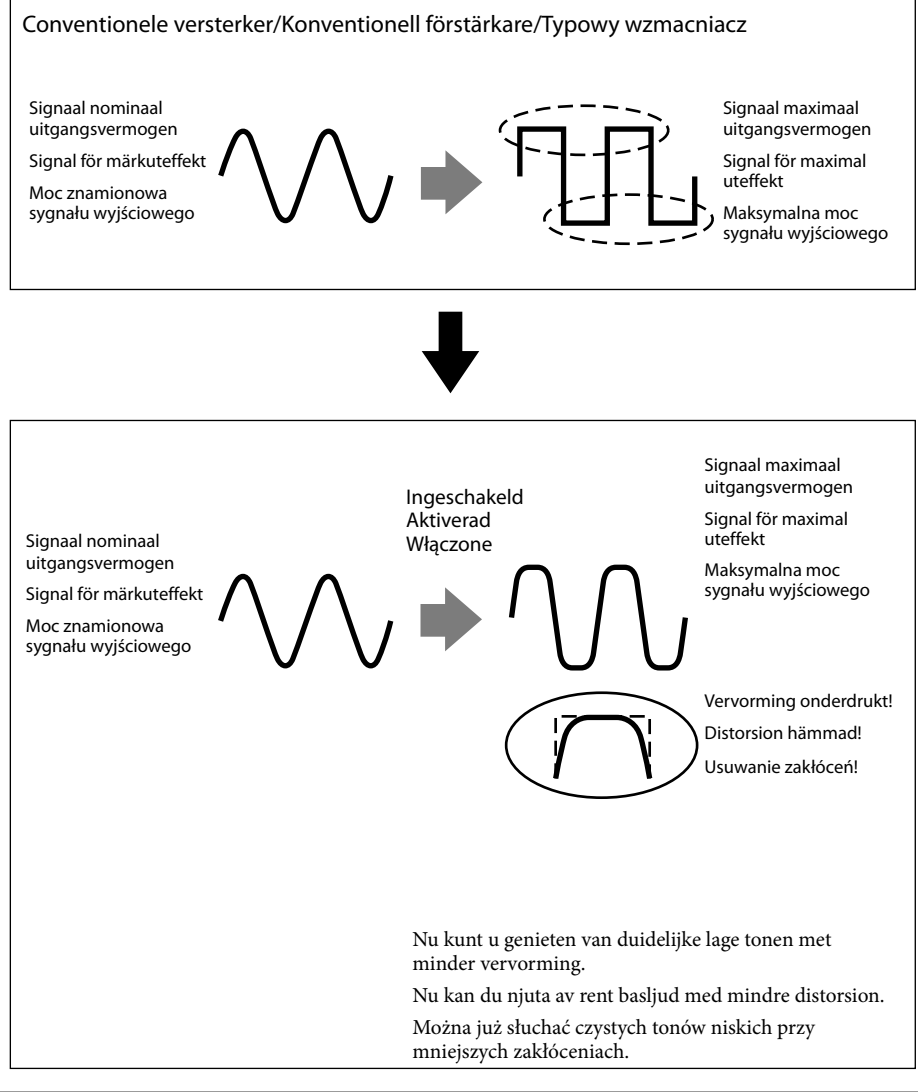 Conventionele versterker/Konventionell förstärkare/Typowy wzmacniacz
Signaal nominaal
uitgangsvermogen
Signal för märkuteffekt
Moc znamionowa
sygnału wyjściowego
Signaal maximaal
uitgangsvermogen
Signal för maximal
uteffekt
Maksymalna moc
sygnału wyjściowego
Signaal nominaal
uitgangsvermogen
Signal för märkuteffekt
Moc znamionowa
sygnału wyjściowego
Ingeschakeld
Aktiverad
Włączone
Signaal maximaal
uitgangsvermogen
Signal för maximal
uteffekt
Maksymalna moc
sygnału wyjściowego
Vervorming onderdrukt!
Distorsion hämmad!
Usuwanie zakłóceń!
Nu kunt u genieten van duidelijke lage tonen met
minder vervorming.
Nu kan du njuta av rent basljud med mindre distorsion.
Można już słuchać czystych tonów niskich przy
mniejszych zakłóceniach.